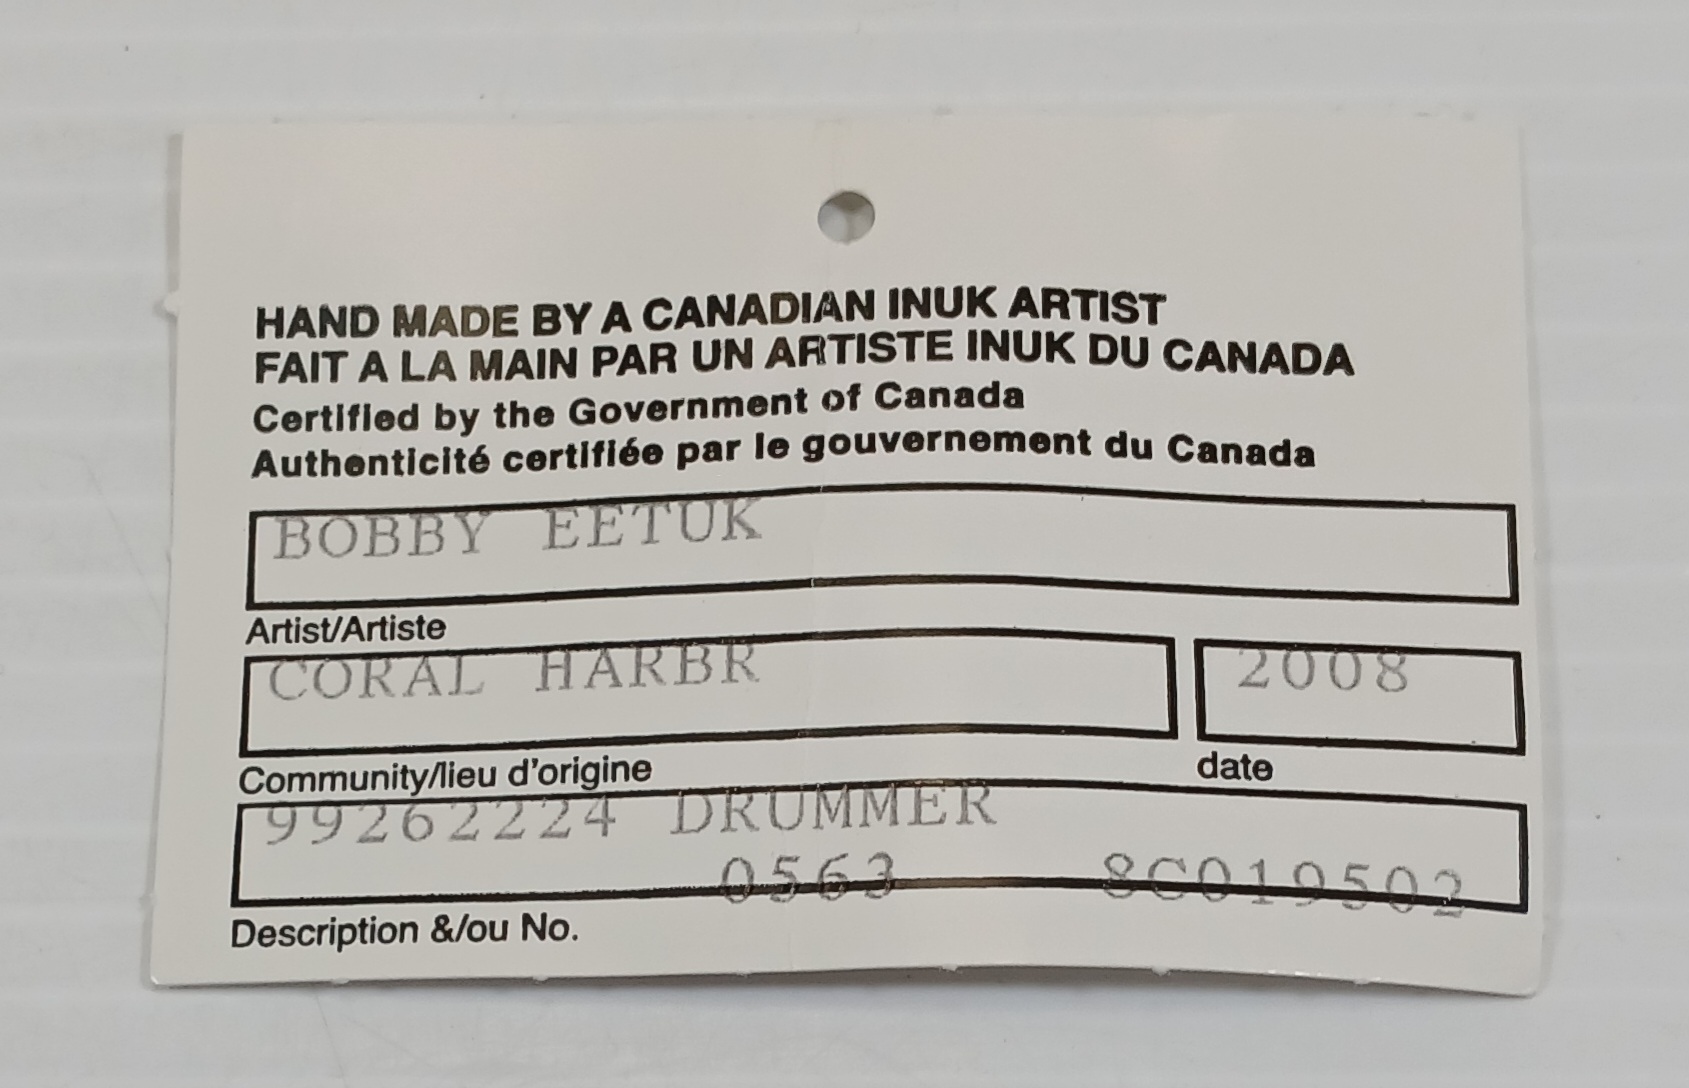 HAND MADE BY A CANADIAN INUK ARTIST
FAIT A LA MAIN PAR UN ARTISTE INUK DU CANADA
Certified by the Government of Canada
Authenticité certifiée par le gouvernement du Canada
BOBBY EETUK
Artist/Artiste
CORAL HARBR 2008
Community/lieu d'origine date
99262224 DRUMMER
0563 8C019502
Description &/ou No.